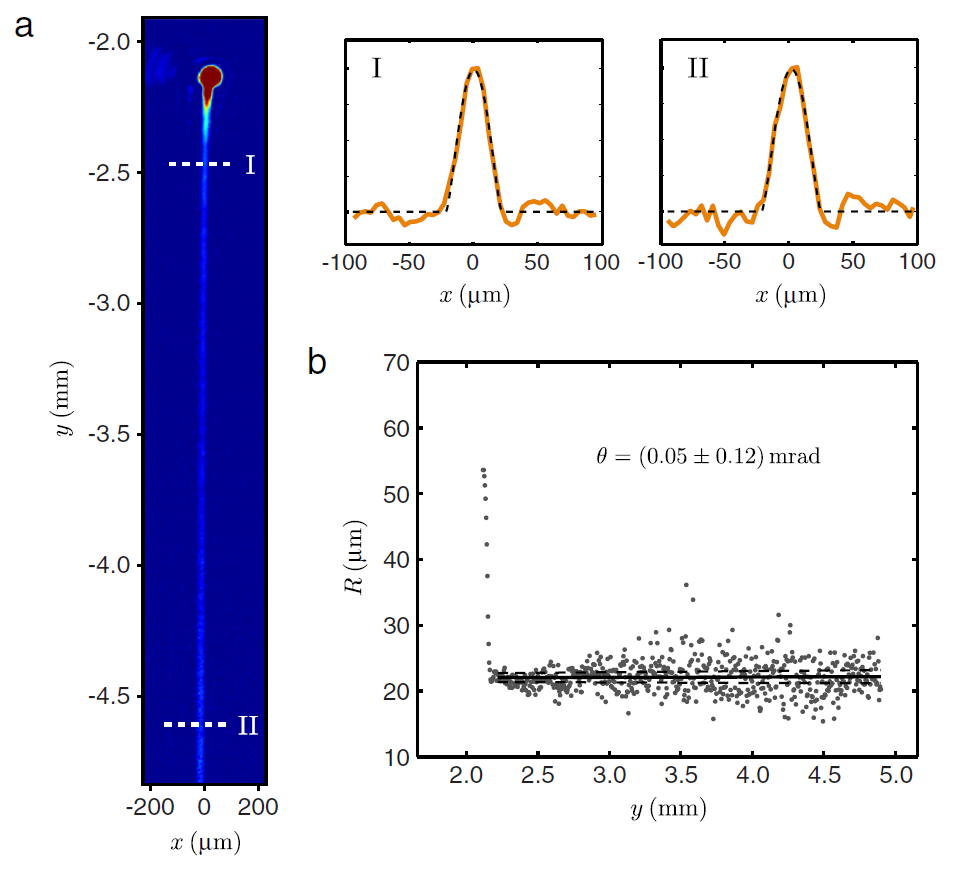 a
-2.0
-2.5
-3.0
-3.5
-4.0
-4.5
y (mm)
I
II
-200 0 200
x (μm)
I
-100 -50 0 50 100
x (μm)
II
-100 -50 0 50 100
x (μm)
b
70
60
50
40
30
20
10
R (μm)
θ = (0.05 ± 0.12) mrad
2.0 2.5 3.0 3.5 4.0 4.5 5.0
y (mm)